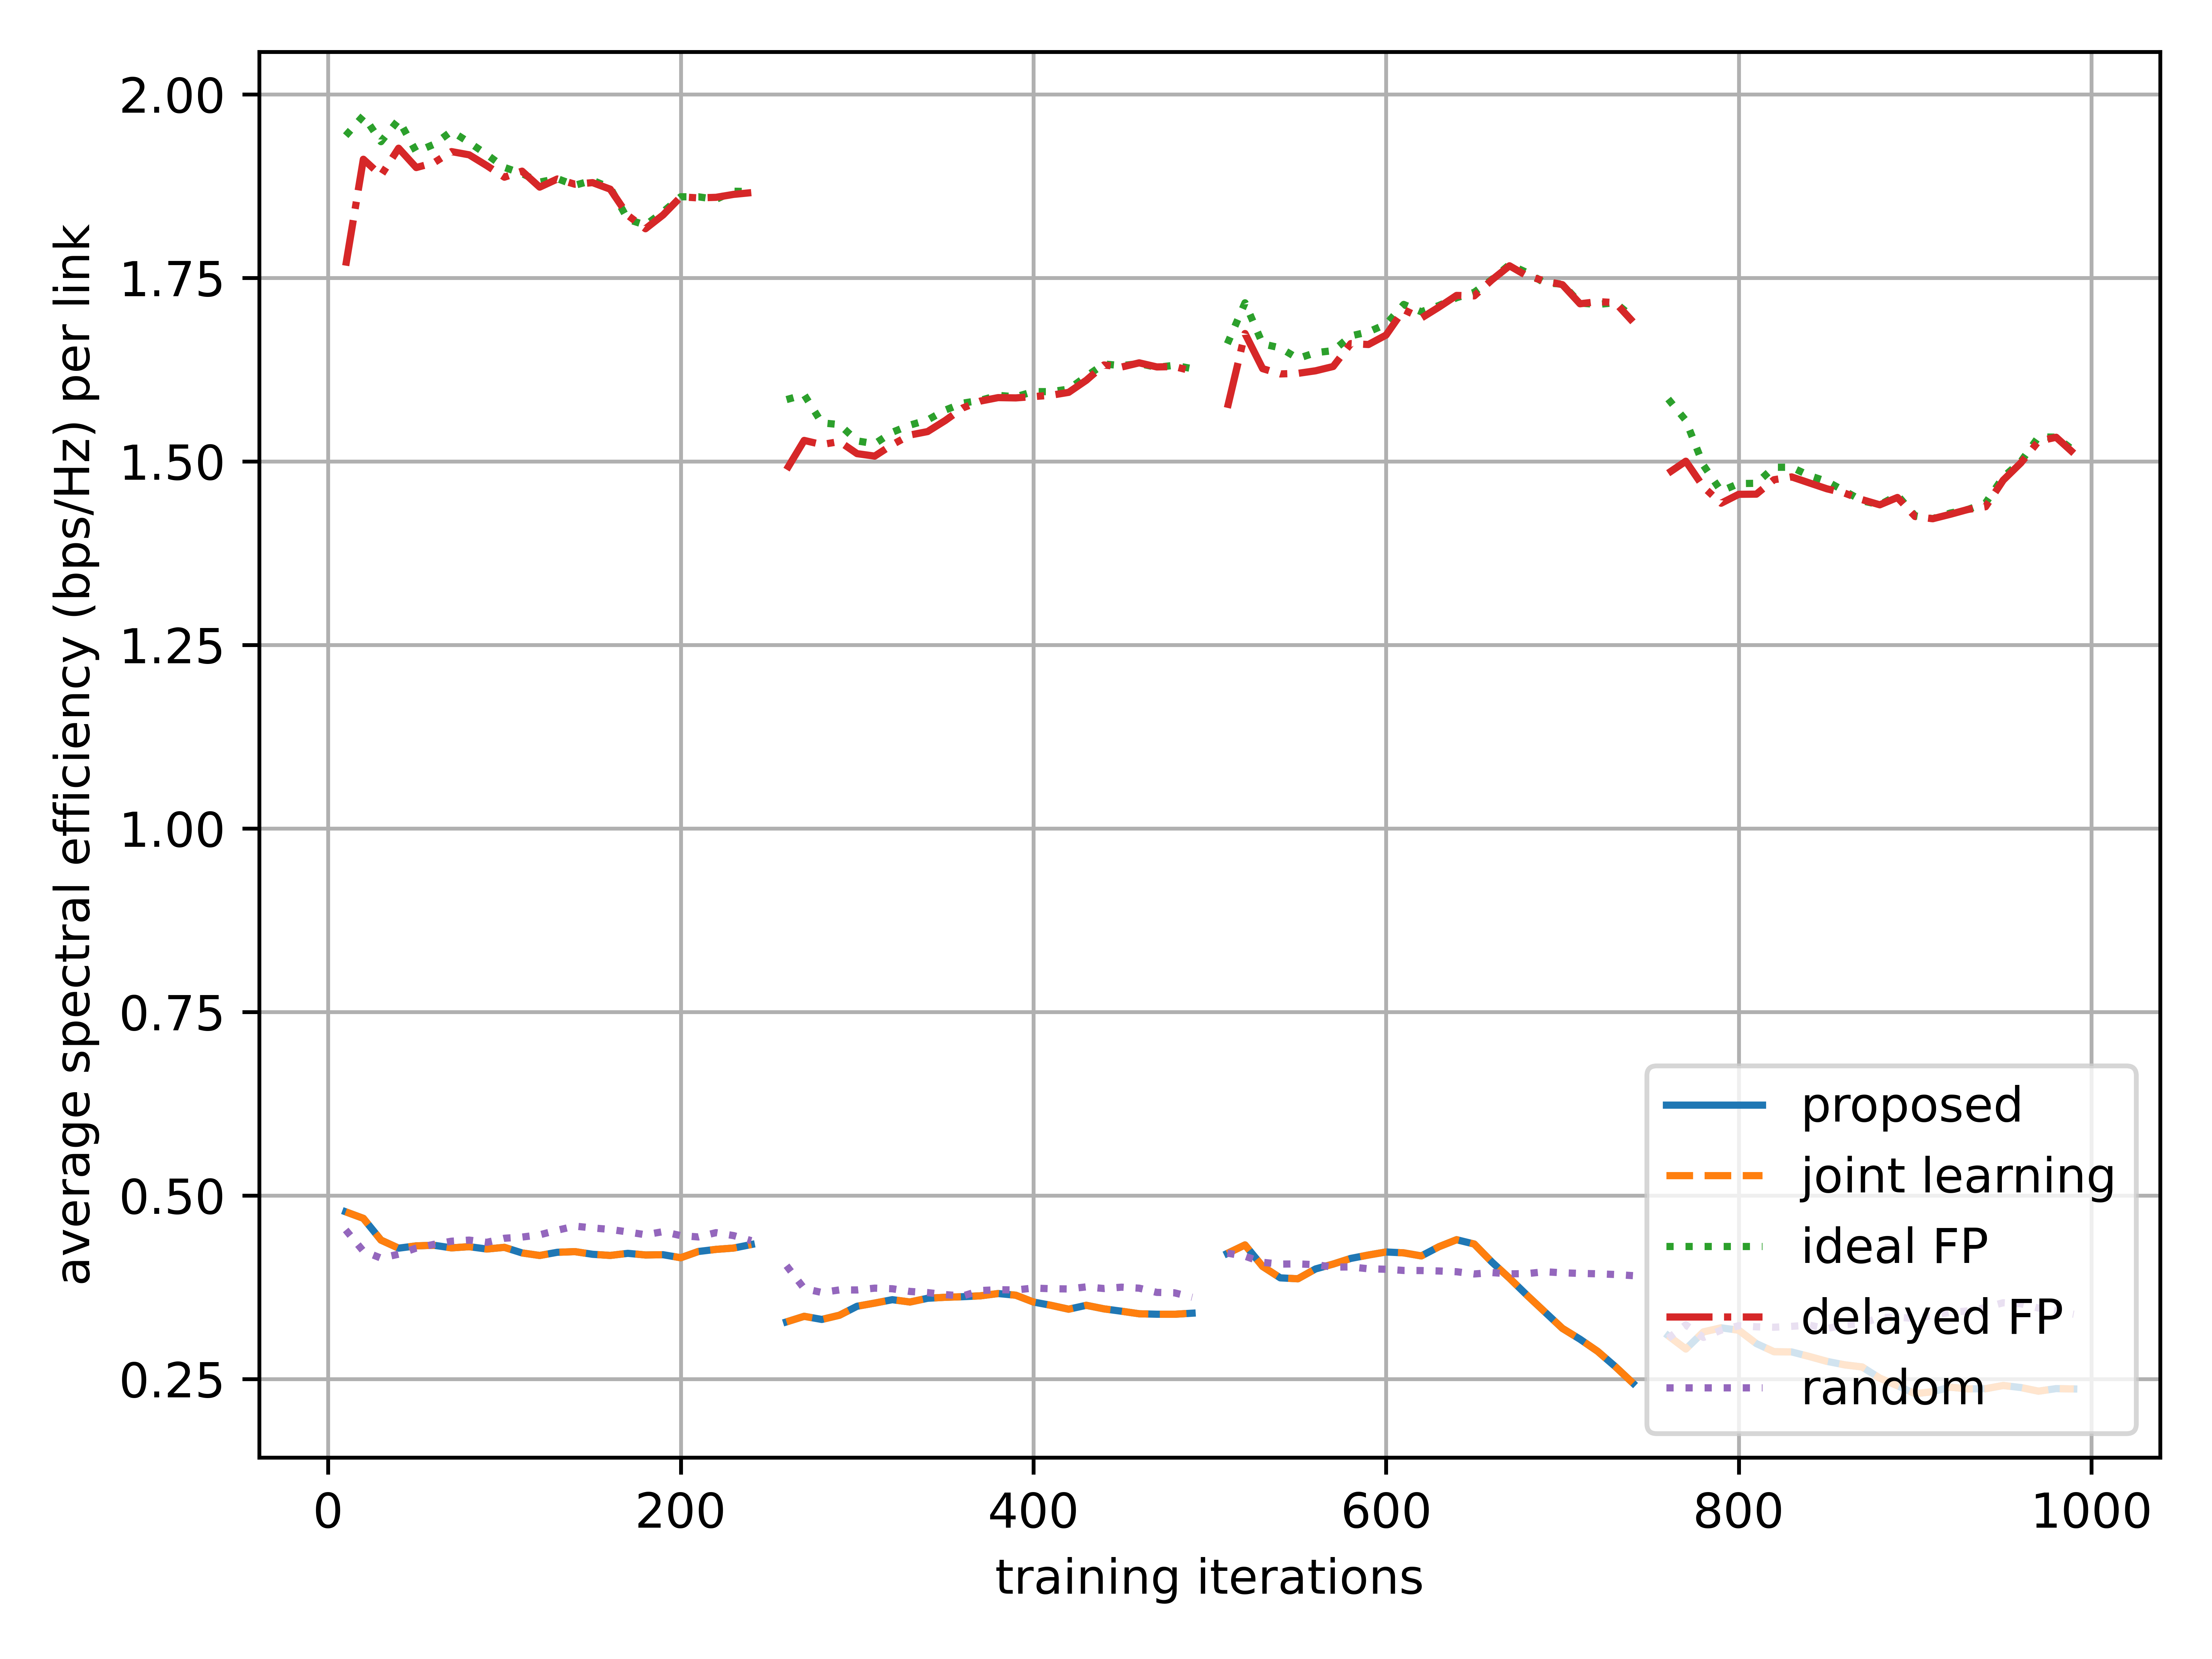 average spectral efficiency (bps/Hz) per link
2.00
1.75
1.50
1.25
1.00
0.75
0.50
0.25
proposed
joint learning
ideal FP
delayed FP
random
0 200 400 600 800 1000
training iterations